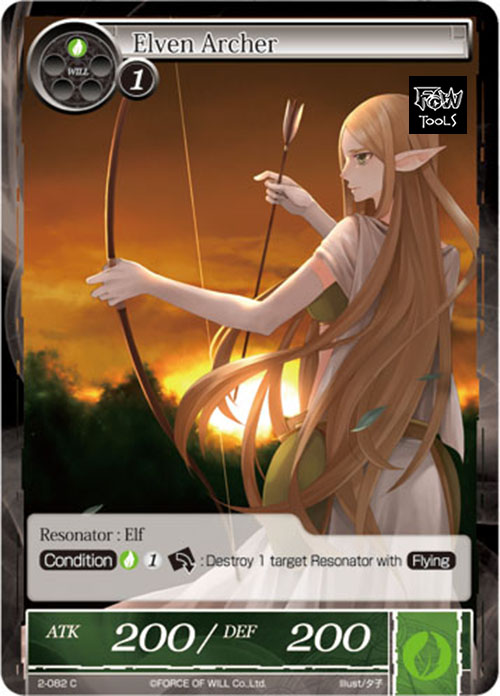 Elven Archer
WILL
1
FOW
TOOLS
Resonator : Elf
Condition 1 : Destroy 1 target Resonator with Flying
ATK 200 / DEF 200
2-082 C ©FORCE OF WILL Co.,Ltd. Illust/夕子